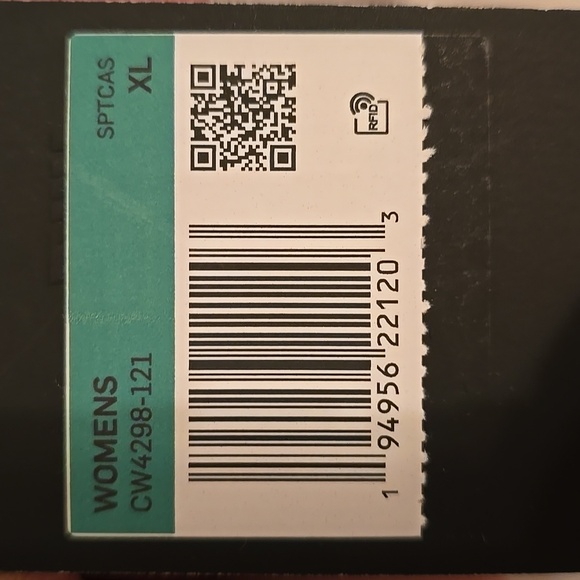 WOMENS SPTCAS
CW4298-121 XL
RFID
1 94956 22120 3